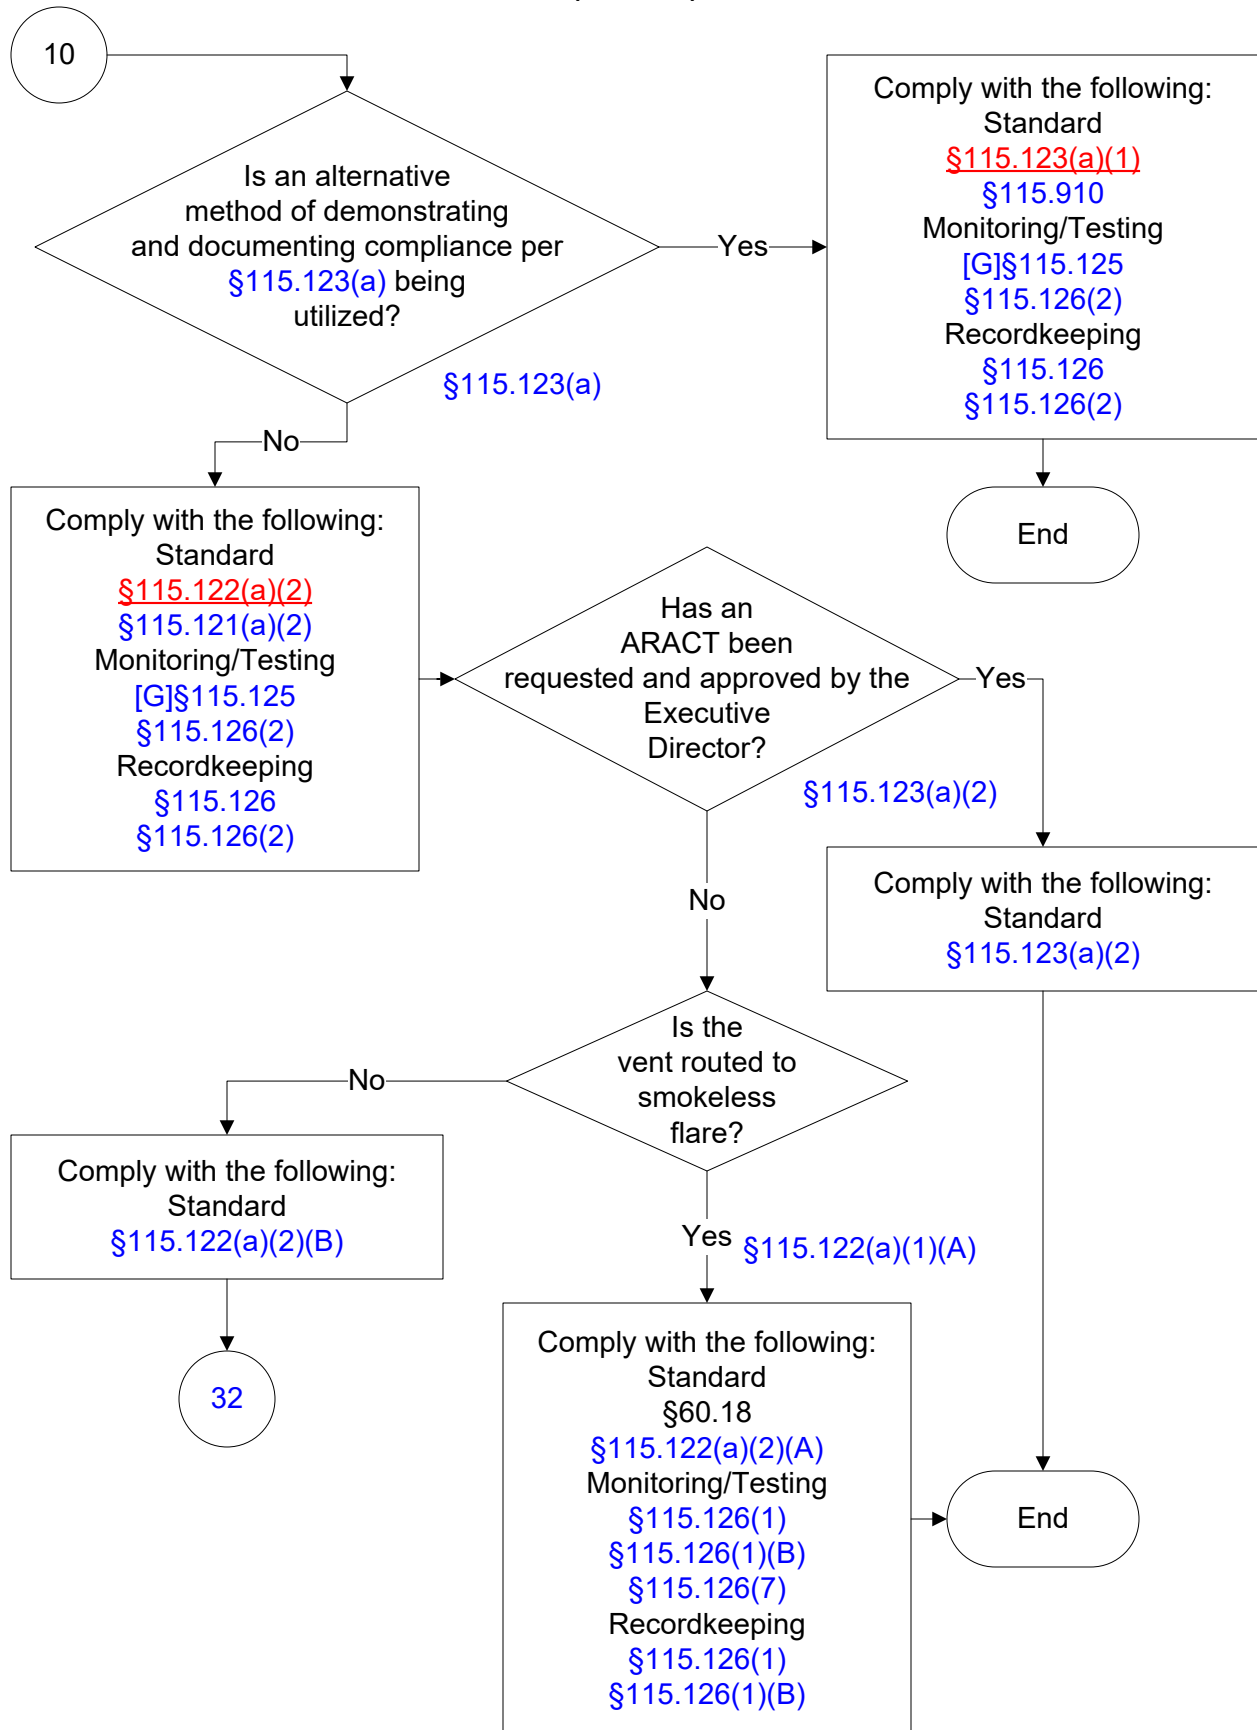 10
Is an alternative
method of demonstrating
and documenting compliance per
§115.123(a) being
utilized?
§115.123(a)
Yes
Comply with the following:
Standard
§115.123(a)(1)
§115.910
Monitoring/Testing
[G]§115.125
§115.126(2)
Recordkeeping
§115.126
§115.126(2)
End
No
Comply with the following:
Standard
§115.122(a)(2)
§115.121(a)(2)
Monitoring/Testing
[G]§115.125
§115.126(2)
Recordkeeping
§115.126
§115.126(2)
Has an
ARACT been
requested and approved by the
Executive
Director?
§115.123(a)(2)
Yes
Comply with the following:
Standard
§115.123(a)(2)
No
Is the
vent routed to
smokeless
flare?
No
Comply with the following:
Standard
§115.122(a)(2)(B)
32
Yes
§115.122(a)(1)(A)
Comply with the following:
Standard
§60.18
§115.122(a)(2)(A)
Monitoring/Testing
§115.126(1)
§115.126(1)(B)
§115.126(7)
Recordkeeping
§115.126(1)
§115.126(1)(B)
End